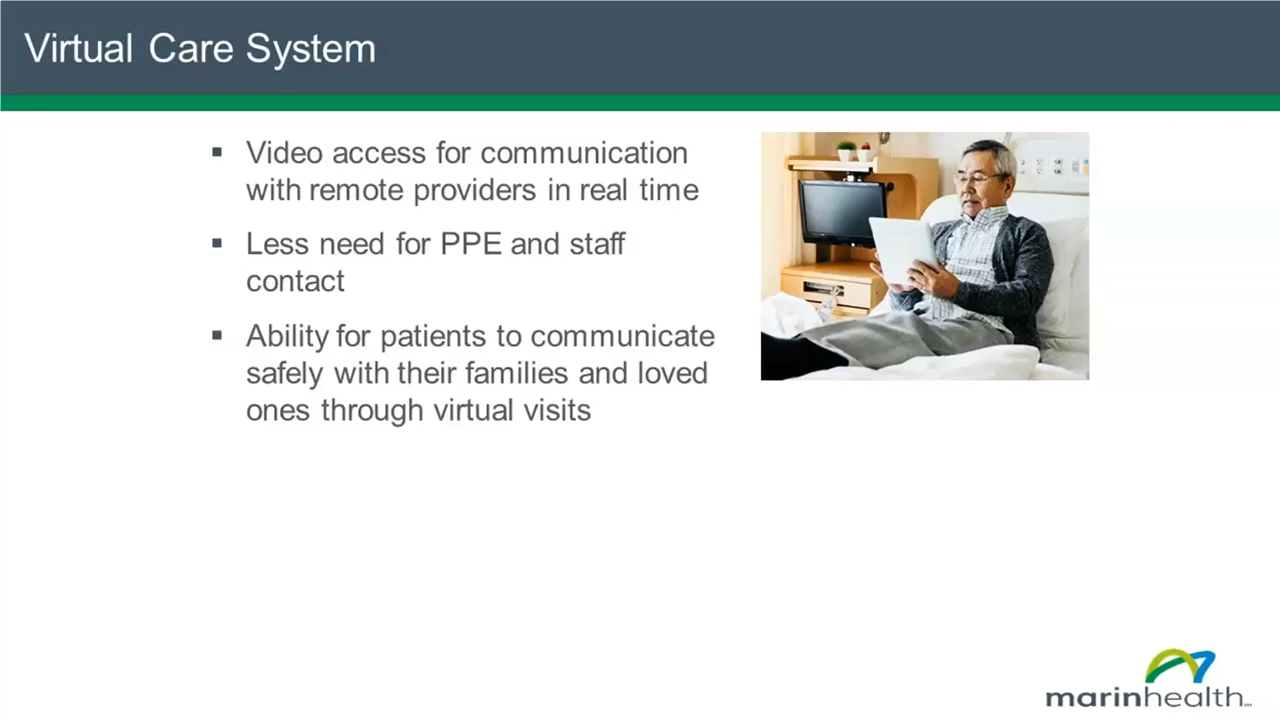 Virtual Care System
▪ Video access for communication
with remote providers in real time
▪ Less need for PPE and staff
contact
▪ Ability for patients to communicate
safely with their families and loved
ones through virtual visits
marinhealth